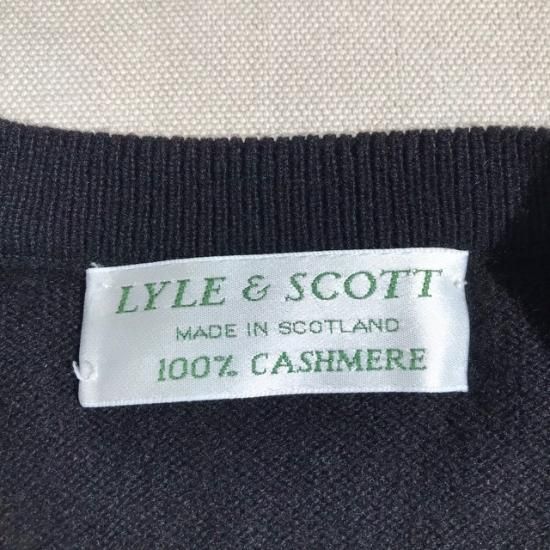 LYLE & SCOTT
MADE IN SCOTLAND
100% CASHMERE